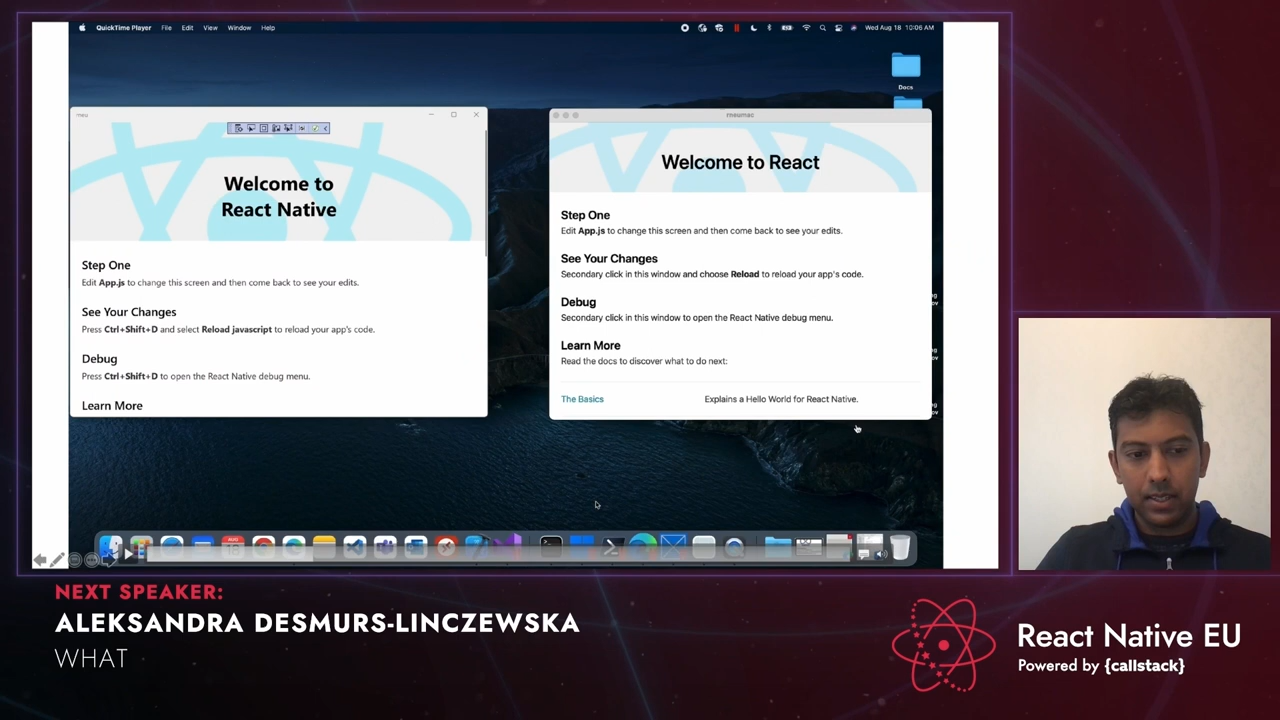 QuickTime Player File Edit View Window Help
Wed Aug 18 10:06 AM
Docs
rneumac
Welcome to
React Native
Step One
Edit App.js to change this screen and then come back to see your edits.
See Your Changes
Press Ctrl+Shift+D and select Reload javascript to reload your app's code.
Debug
Press Ctrl+Shift+D to open the React Native debug menu.
Learn More
Welcome to React
Step One
Edit App.js to change this screen and then come back to see your edits.
See Your Changes
Secondary click in this window and choose Reload to reload your app's code.
Debug
Secondary click in this window to open the React Native debug menu.
Learn More
Read the docs to discover what to do next:
The Basics
Explains a Hello World for React Native.
NEXT SPEAKER:
ALEKSANDRA DESMURS-LINCZEWSKA
WHAT
React Native EU
Powered by {callstack}